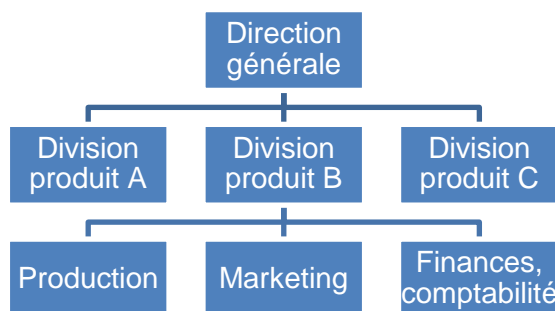 Direction
générale
Division
produit A
Division
produit B
Division
produit C
Production
Marketing
Finances,
comptabilité